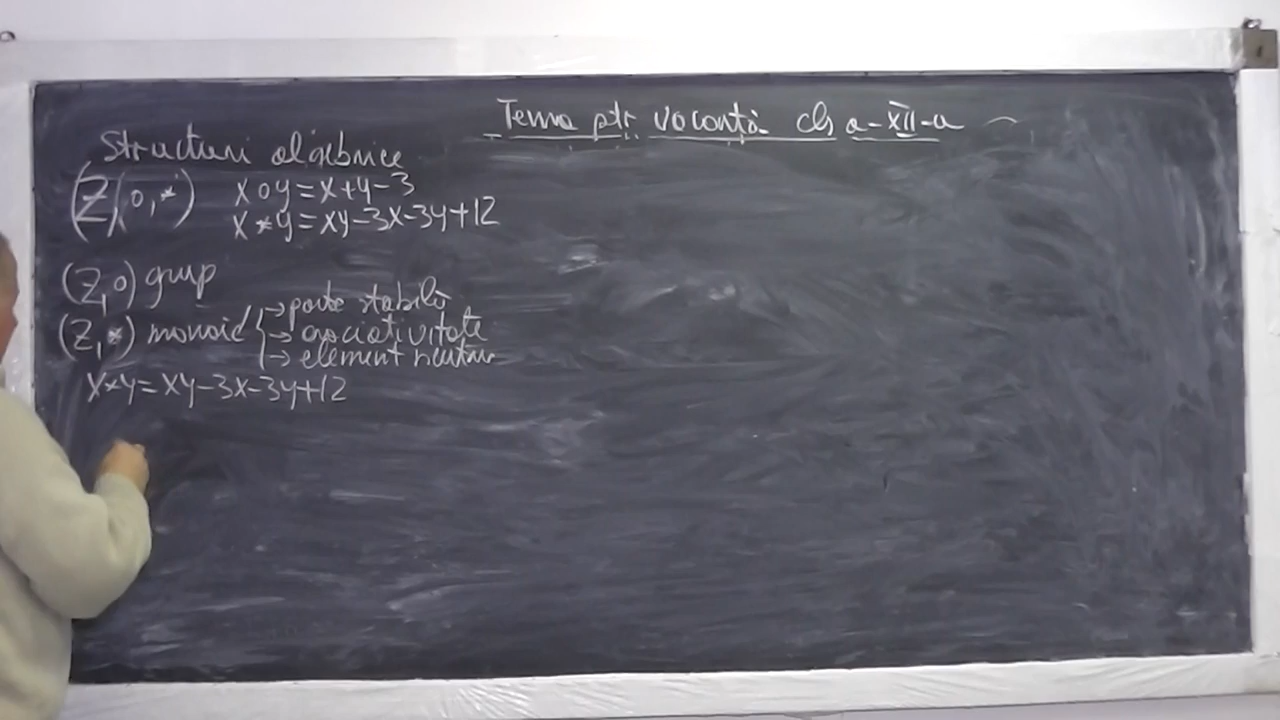 Tema ptr vacanță cls a-XII-a
Structuri algebrice
(Z, o, *) xoy=x+y-3
x*y=xy-3x-3y+12
(Z, o) grup
(Z, *) monoid { → parte stabilă
→ asociativitate
→ element neutru
x*y=xy-3x-3y+12